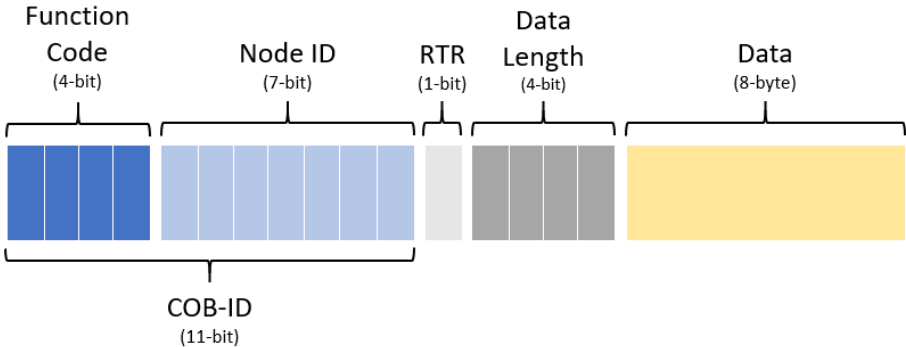 Function
Code
(4-bit)
Node ID
(7-bit)
RTR
(1-bit)
Data
Length
(4-bit)
Data
(8-byte)
COB-ID
(11-bit)